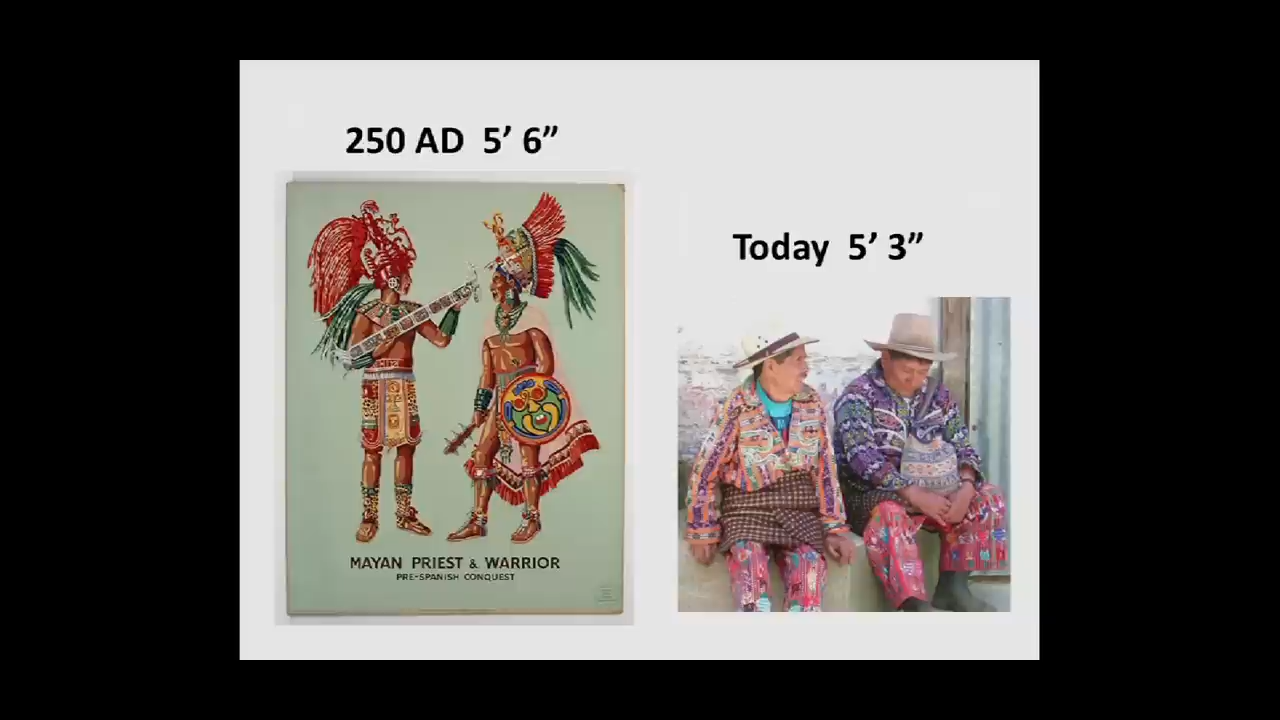 250 AD 5’ 6”
Today 5’ 3”
MAYAN PRIEST & WARRIOR
PRE-SPANISH CONQUEST